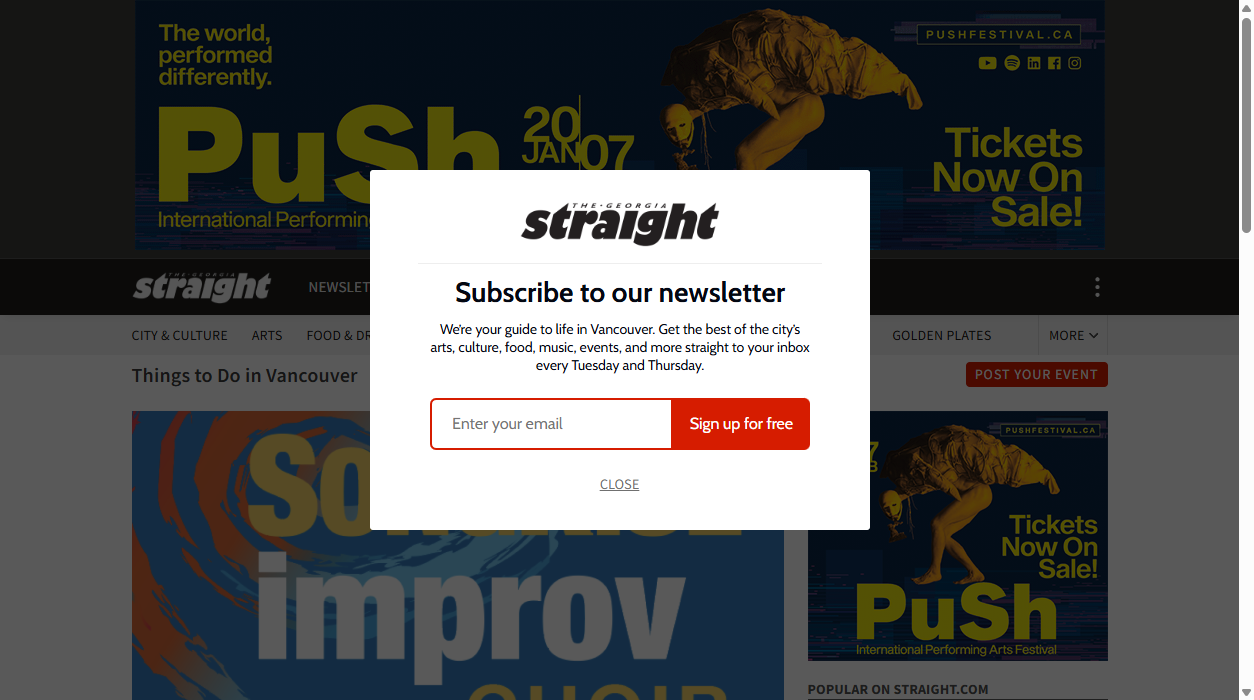 The world,
performed
differently.
PUSHFESTIVAL.CA
PuSh
20
JAN
07
International Performin
Tickets
Now On
Sale!
THE·GEORGIA
straight
Subscribe to our newsletter
We're your guide to life in Vancouver. Get the best of the city's
arts, culture, food, music, events, and more straight to your inbox
every Tuesday and Thursday.
Enter your email
Sign up for free
CLOSE
THE·GEORGIA
straight
NEWSLET
CITY & CULTURE
ARTS
FOOD & DR
GOLDEN PLATES
MORE
Things to Do in Vancouver
POST YOUR EVENT
improv
CHOIR
PUSHFESTIVAL.CA
Tickets
Now On
Sale!
PuSh
International Performing Arts Festival
POPULAR ON STRAIGHT.COM